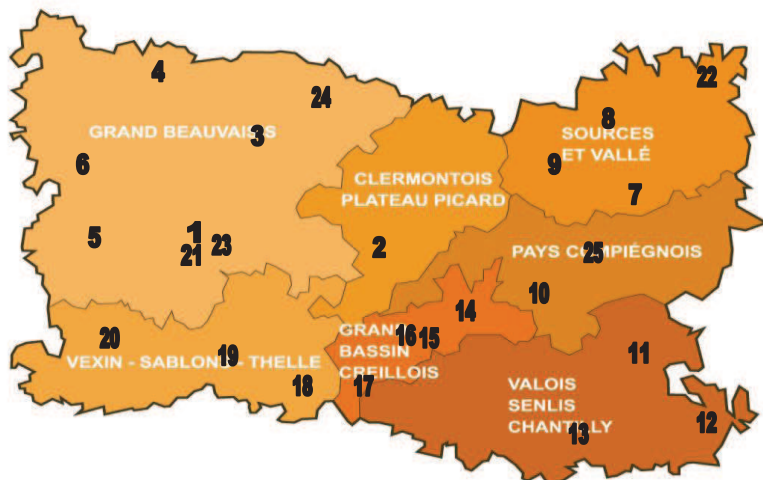 4
22
24
8
GRAND BEAUVAISIS
3
SOURCES
ET VALLÉ
9
6
CLERMONTOIS
PLATEAU PICARD
7
5
1
21
23
2
PAYS COMPIÉGNOIS
25
10
14
20
GRAND
BASSIN
CREILLOIS
16
15
VEXIN - SABLONS - THELLE
19
11
18
17
VALOIS
SENLIS
CHANTILLY
13
12